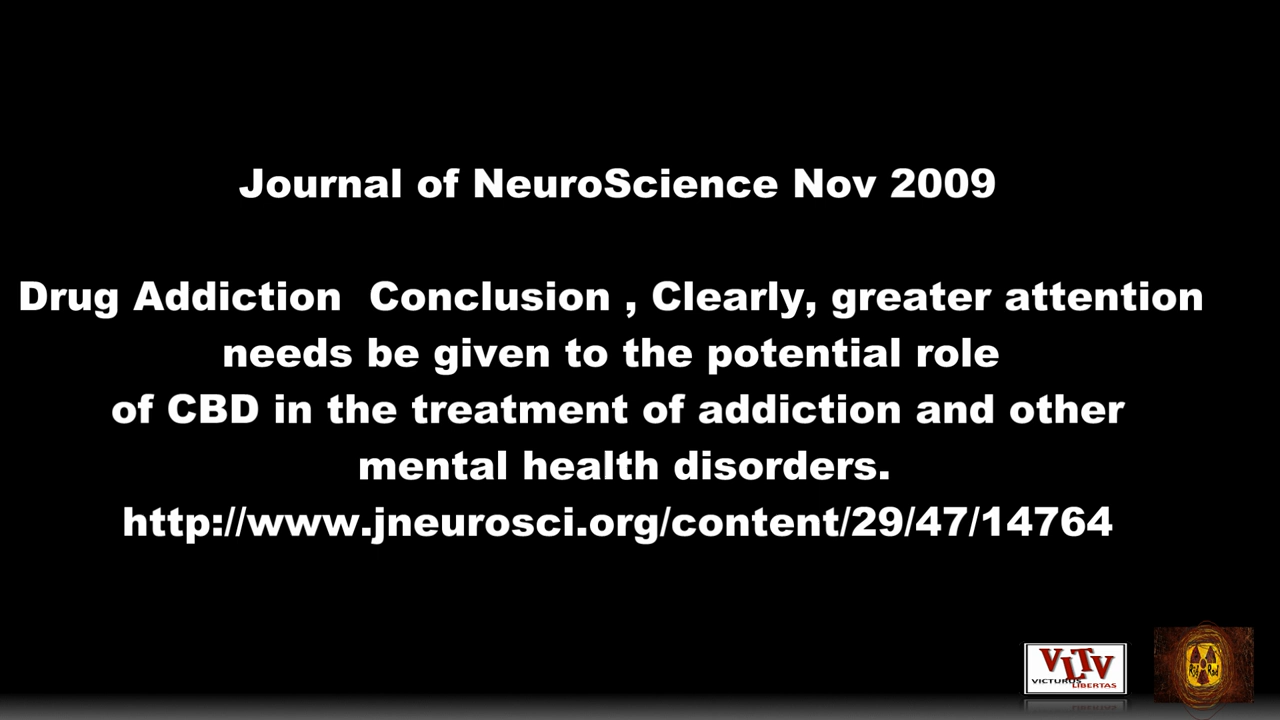 Journal of NeuroScience Nov 2009
Drug Addiction  Conclusion , Clearly, greater attention
needs be given to the potential role
of CBD in the treatment of addiction and other
mental health disorders.
http://www.jneurosci.org/content/29/47/14764
VLTV
VICTURUS
LIBERTAS